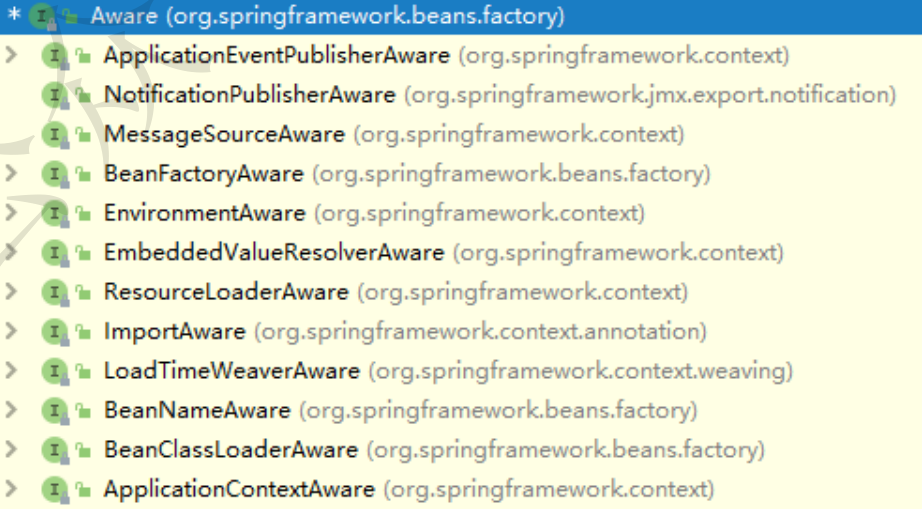 * Aware (org.springframework.beans.factory)
ApplicationEventPublisherAware (org.springframework.context)
NotificationPublisherAware (org.springframework.jmx.export.notification)
MessageSourceAware (org.springframework.context)
BeanFactoryAware (org.springframework.beans.factory)
EnvironmentAware (org.springframework.context)
EmbeddedValueResolverAware (org.springframework.context)
ResourceLoaderAware (org.springframework.context)
ImportAware (org.springframework.context.annotation)
LoadTimeWeaverAware (org.springframework.context.weaving)
BeanNameAware (org.springframework.beans.factory)
BeanClassLoaderAware (org.springframework.beans.factory)
ApplicationContextAware (org.springframework.context)